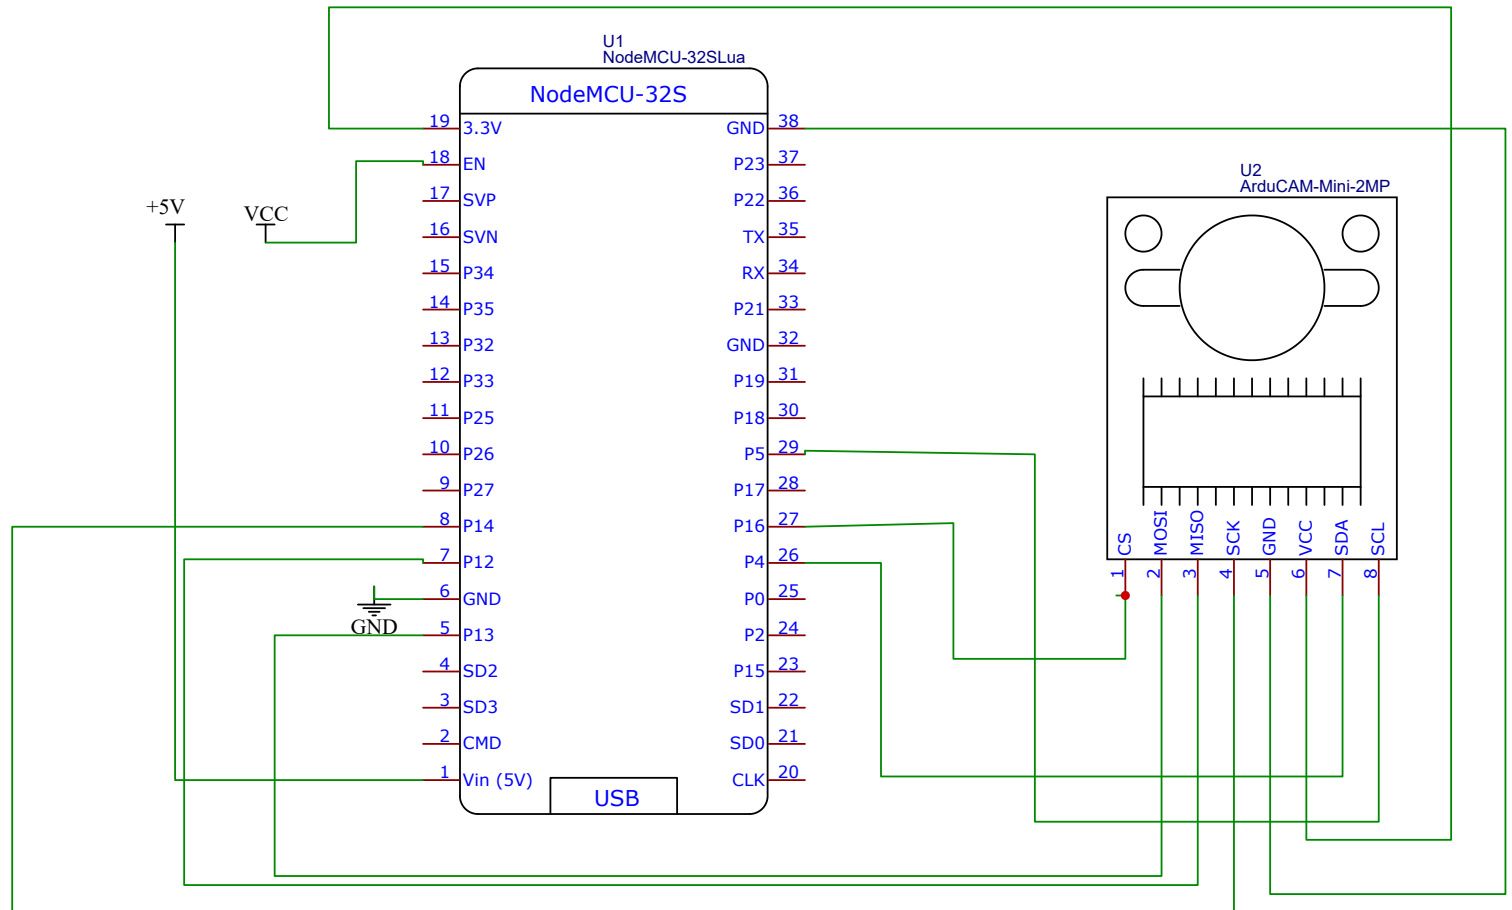 U1
NodeMCU-32SLua
NodeMCU-32S
19 3.3V
18 EN
17 SVP
16 SVN
15 P34
14 P35
13 P32
12 P33
11 P25
10 P26
9 P27
8 P14
7 P12
6 GND
5 P13
4 SD2
3 SD3
2 CMD
1 Vin (5V)
USB
GND 38
P23 37
P22 36
TX 35
RX 34
P21 33
GND 32
P19 31
P18 30
P5 29
P17 28
P16 27
P4 26
P0 25
P2 24
P15 23
SD1 22
SD0 21
CLK 20
+5V
VCC
GND
U2
ArduCAM-Mini-2MP
CS 1
MOSI 2
MISO 3
SCK 4
GND 5
VCC 6
SDA 7
SCL 8